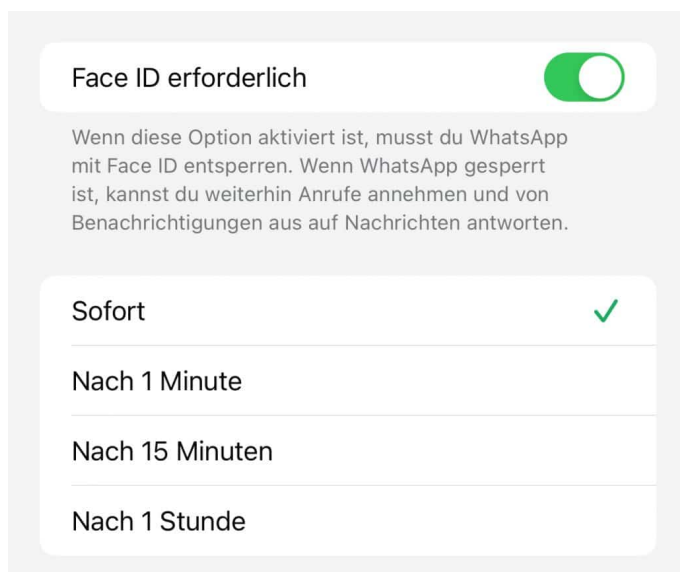 Face ID erforderlich
Wenn diese Option aktiviert ist, musst du WhatsApp
mit Face ID entsperren. Wenn WhatsApp gesperrt
ist, kannst du weiterhin Anrufe annehmen und von
Benachrichtigungen aus auf Nachrichten antworten.
Sofort
Nach 1 Minute
Nach 15 Minuten
Nach 1 Stunde